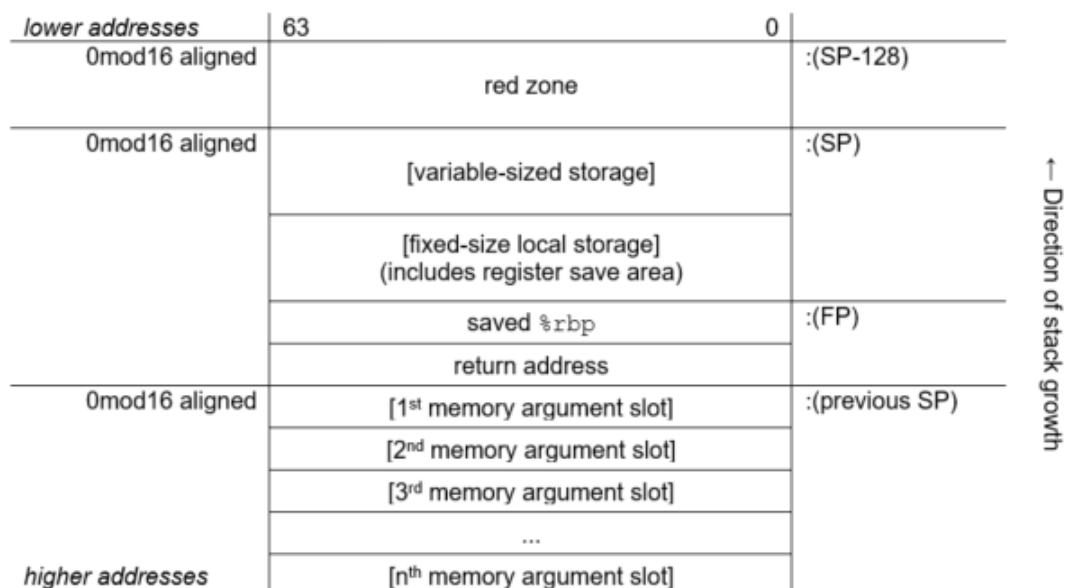 lower addresses 63 0
0mod16 aligned :(SP-128)
red zone
0mod16 aligned :(SP)
[variable-sized storage]
[fixed-size local storage]
(includes register save area)
saved %rbp :(FP)
return address
0mod16 aligned [1st memory argument slot] :(previous SP)
[2nd memory argument slot]
[3rd memory argument slot]
...
higher addresses [nth memory argument slot]
← Direction of stack growth